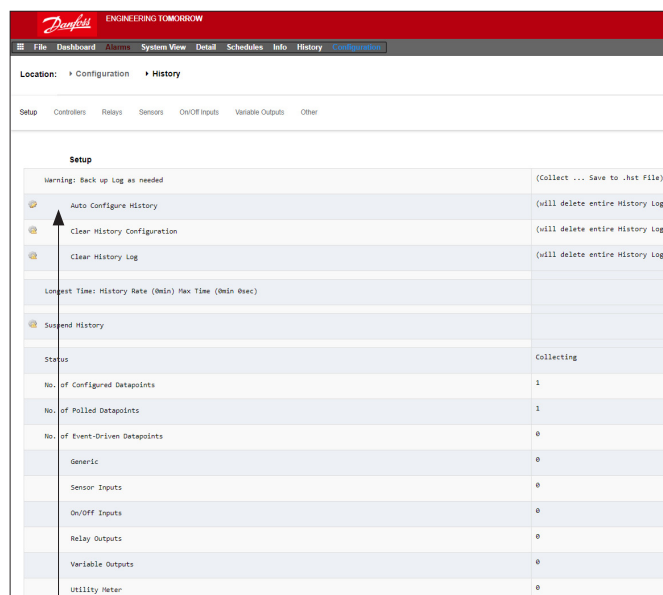 Danfoss ENGINEERING TOMORROW
File Dashboard Alarms System View Detail Schedules Info History Configuration
Location: Configuration History
Setup Controllers Relays Sensors On/Off Inputs Variable Outputs Other
Setup
Warning: Back up Log as needed (Collect ... Save to .hst File)
Auto Configure History (will delete entire History Log
Clear History Configuration (will delete entire History Log
Clear History Log (will delete entire History Log
Longest Time: History Rate (0min) Max Time (0min 0sec)
Suspend History
Status Collecting
No. of Configured Datapoints 1
No. of Polled Datapoints 1
No. of Event-Driven Datapoints 0
Generic 0
Sensor Inputs 0
On/Off Inputs 0
Relay Outputs 0
Variable Outputs 0
Utility Meter 0